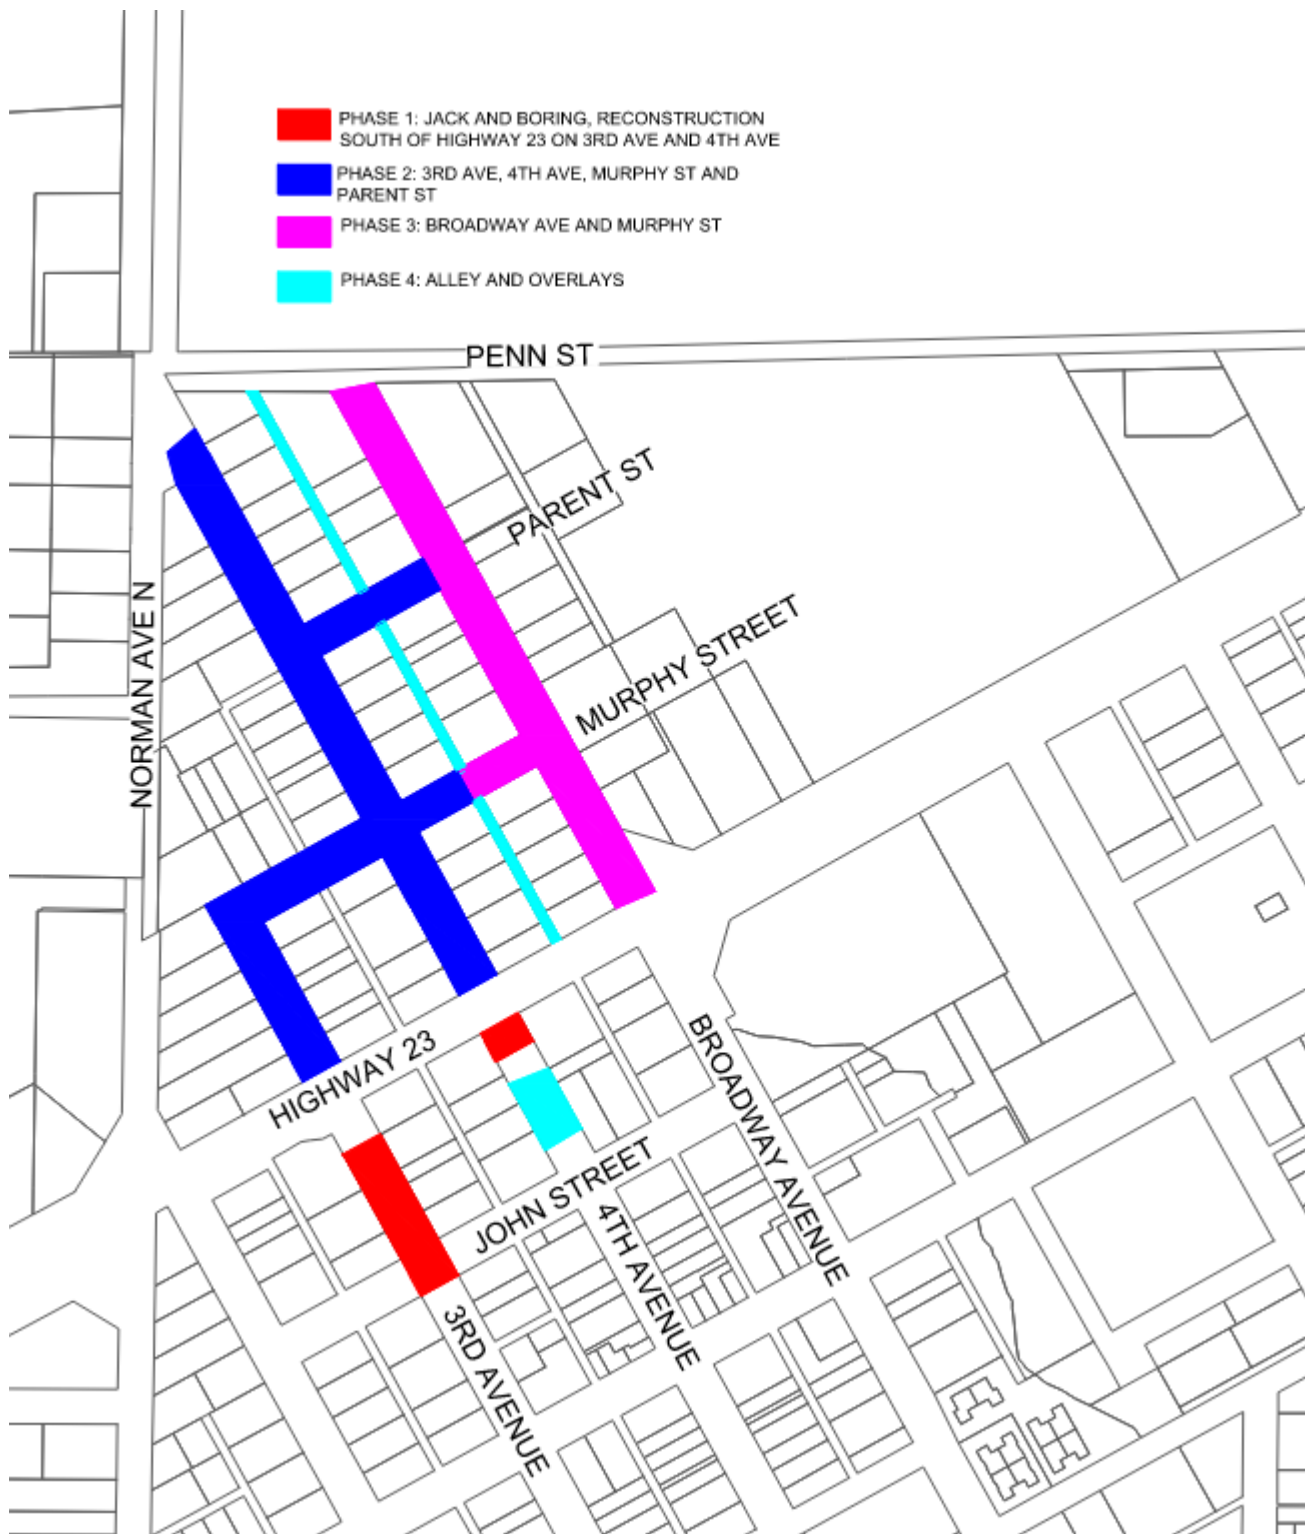 PHASE 1: JACK AND BORING, RECONSTRUCTION
SOUTH OF HIGHWAY 23 ON 3RD AVE AND 4TH AVE
PHASE 2: 3RD AVE, 4TH AVE, MURPHY ST AND
PARENT ST
PHASE 3: BROADWAY AVE AND MURPHY ST
PHASE 4: ALLEY AND OVERLAYS
PENN ST
PARENT ST
MURPHY STREET
NORMAN AVE N
HIGHWAY 23
BROADWAY AVENUE
JOHN STREET
4TH AVENUE
3RD AVENUE